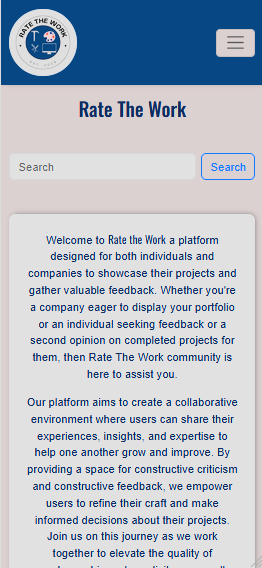 RATE THE WORK
Rate The Work
Search
Search
Welcome to Rate the Work a platform
designed for both individuals and
companies to showcase their projects and
gather valuable feedback. Whether you're
a company eager to display your portfolio
or an individual seeking feedback or a
second opinion on completed projects for
them, then Rate The Work community is
here to assist you.
Our platform aims to create a collaborative
environment where users can share their
experiences, insights, and expertise to
help one another grow and improve. By
providing a space for constructive criticism
and constructive feedback, we empower
users to refine their craft and make
informed decisions about their projects.
Join us on this journey as we work
together to elevate the quality of